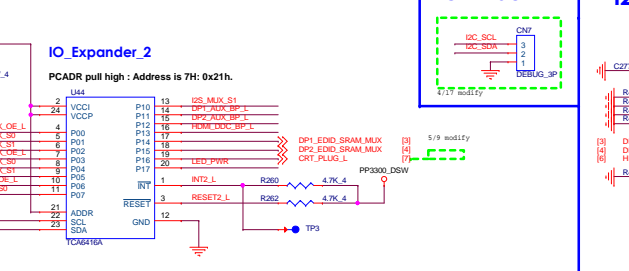 IO_Expander_2
PCADR pull high : Address is 7H: 0x21h.
U44
2 VCCI P10 13 I2S_MUX_S1
24 VCCP P11 14 DP1_AUX_BP_L
P12 15 DP2_AUX_BP_L
4 P00 P13 16 HDMI_DDC_BP_L
5 P01 P14 17 DP1_EDID_SRAM_MUX [3]
6 P02 P15 18 DP2_EDID_SRAM_MUX [4]
7 P03 P16 19 CRT_PLUG_L [7]
8 P04 P17 20 LED_PWR
9 P05
10 P06 INT 1 INT2_L R260 4.7K_4
11 P07
RESET 3 RESET2_L R262 4.7K_4
PP3300_DSW
21 ADDR
22 SCL GND 12
23 SDA
TP3
TCA6416A
CN7
I2C_SCL 3
I2C_SDA 2
1
DEBUG_3P
4/17 modify
5/9 modify
[3]
[4]
[6]